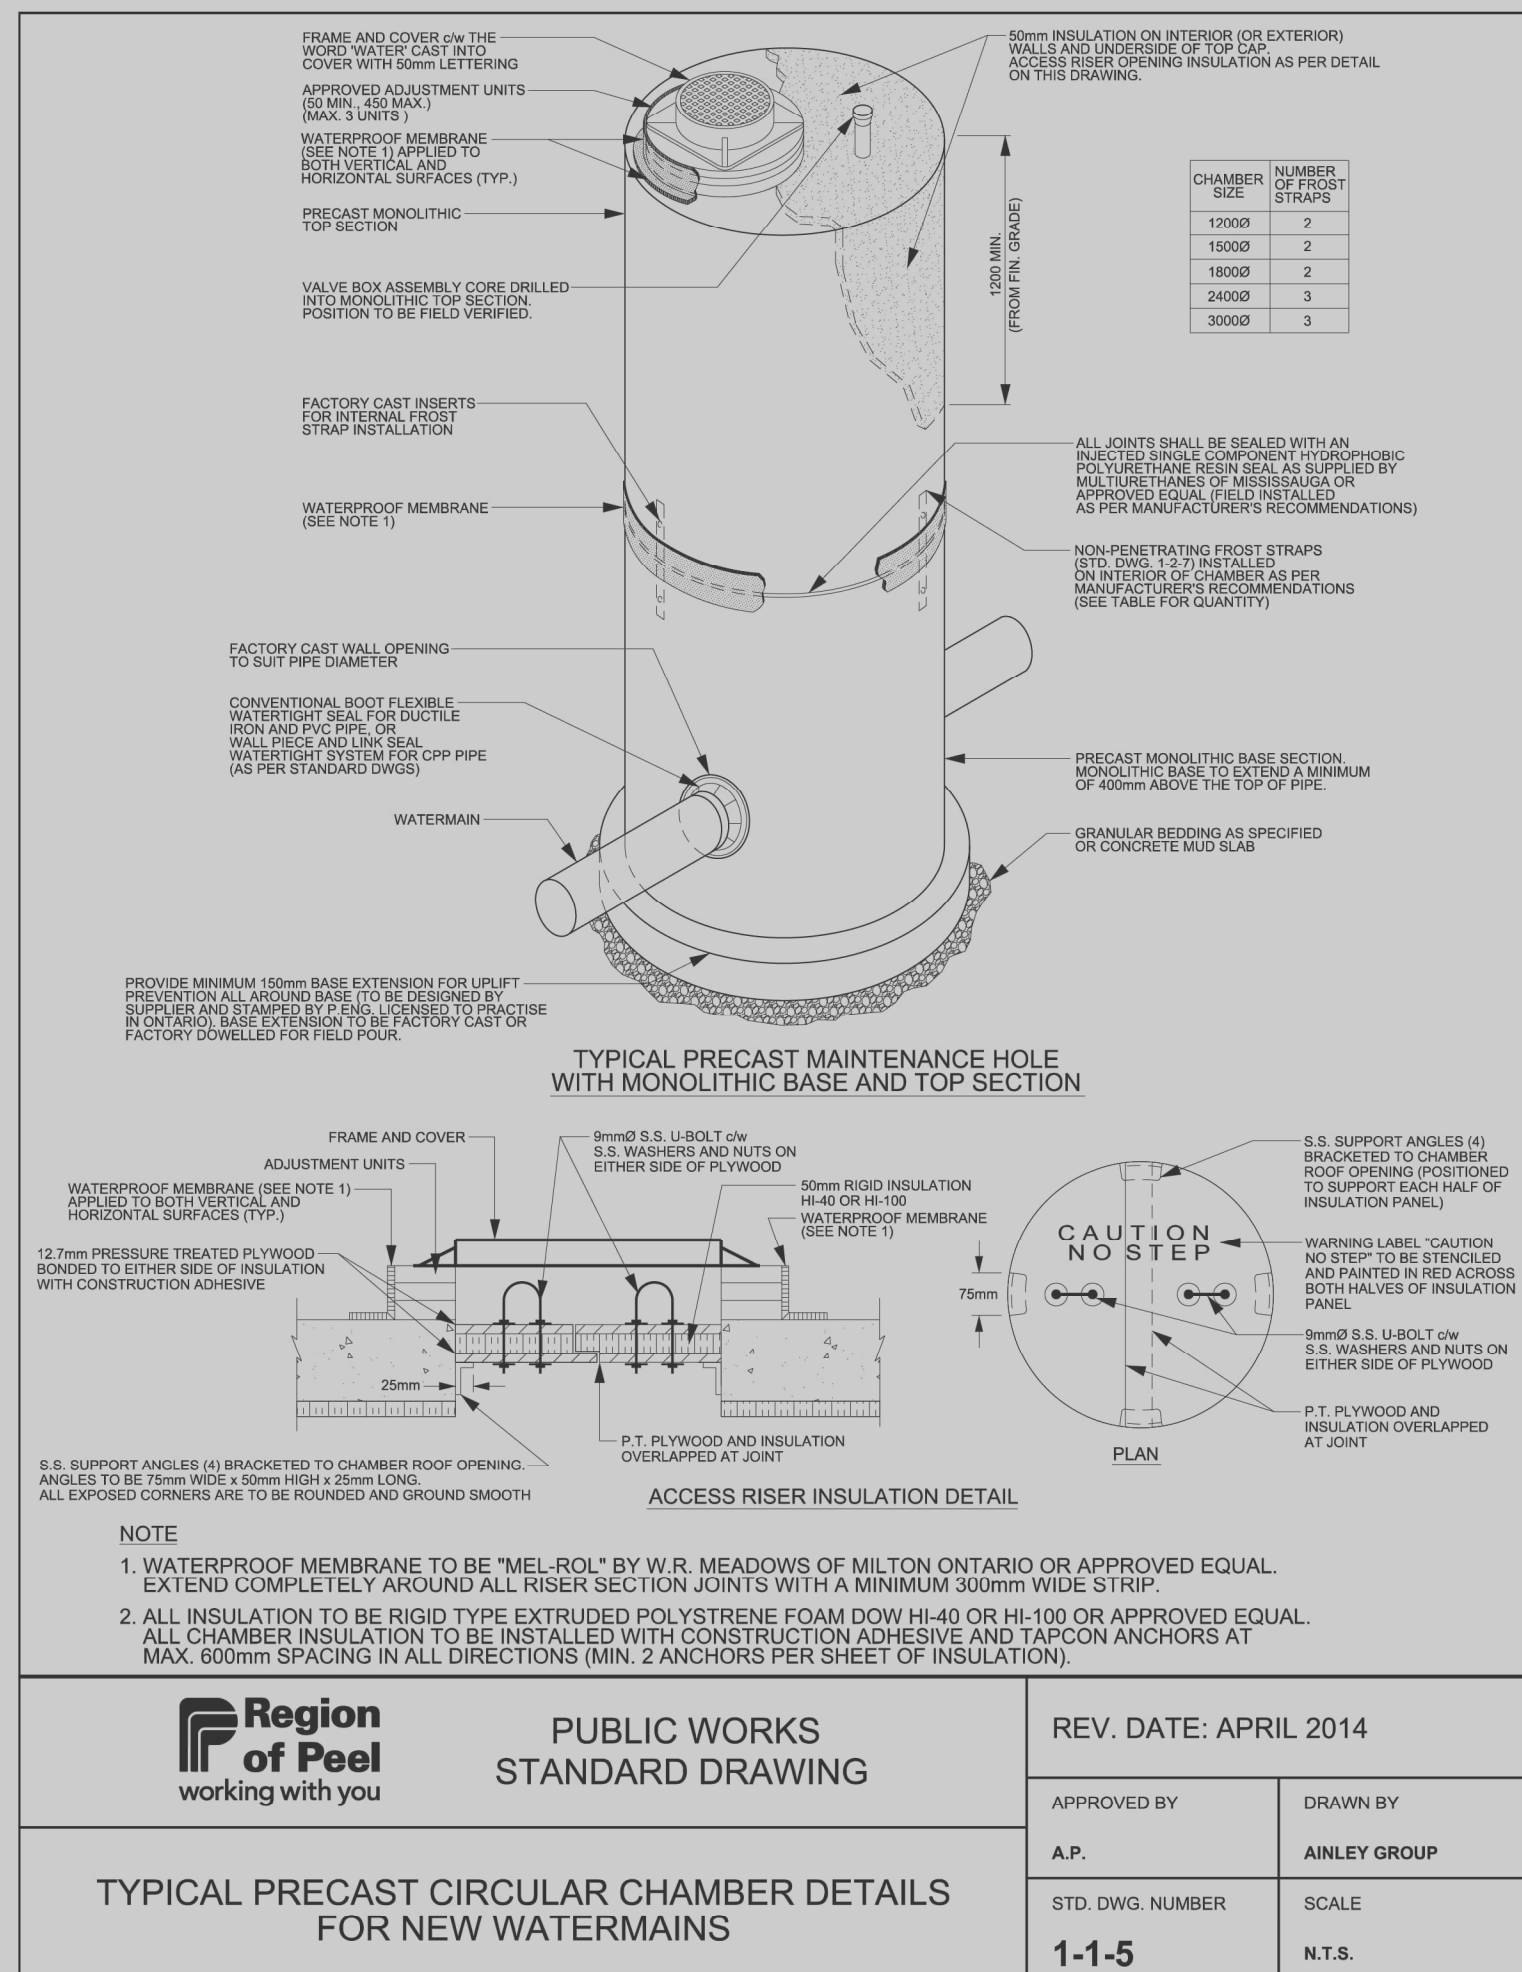 FRAME AND COVER c/w THE
WORD 'WATER' CAST INTO
COVER WITH 50mm LETTERING
APPROVED ADJUSTMENT UNITS
(50 MIN., 450 MAX.)
(MAX. 3 UNITS )
WATERPROOF MEMBRANE
(SEE NOTE 1) APPLIED TO
BOTH VERTICAL AND
HORIZONTAL SURFACES (TYP.)
PRECAST MONOLITHIC
TOP SECTION
VALVE BOX ASSEMBLY CORE DRILLED
INTO MONOLITHIC TOP SECTION.
POSITION TO BE FIELD VERIFIED.
FACTORY CAST INSERTS
FOR INTERNAL FROST
STRAP INSTALLATION
WATERPROOF MEMBRANE
(SEE NOTE 1)
FACTORY CAST WALL OPENING
TO SUIT PIPE DIAMETER
CONVENTIONAL BOOT FLEXIBLE
WATERTIGHT SEAL FOR DUCTILE
IRON AND PVC PIPE, OR
WALL PIECE AND LINK SEAL
WATERTIGHT SYSTEM FOR CPP PIPE
(AS PER STANDARD DWGS)
WATERMAIN
PROVIDE MINIMUM 150mm BASE EXTENSION FOR UPLIFT
PREVENTION ALL AROUND BASE (TO BE DESIGNED BY
SUPPLIER AND STAMPED BY P.ENG. LICENSED TO PRACTISE
IN ONTARIO). BASE EXTENSION TO BE FACTORY CAST OR
FACTORY DOWELLED FOR FIELD POUR.
50mm INSULATION ON INTERIOR (OR EXTERIOR)
WALLS AND UNDERSIDE OF TOP CAP.
ACCESS RISER OPENING INSULATION AS PER DETAIL
ON THIS DRAWING.
1200 MIN.
(FROM FIN. GRADE)
CHAMBER SIZE NUMBER OF FROST STRAPS
1200Ø 2
1500Ø 2
1800Ø 2
2400Ø 3
3000Ø 3
ALL JOINTS SHALL BE SEALED WITH AN
INJECTED SINGLE COMPONENT HYDROPHOBIC
POLYURETHANE RESIN SEAL AS SUPPLIED BY
MULTIURETHANES OF MISSISSAUGA OR
APPROVED EQUAL (FIELD INSTALLED
AS PER MANUFACTURER'S RECOMMENDATIONS)
NON-PENETRATING FROST STRAPS
(STD. DWG. 1-2-7) INSTALLED
ON INTERIOR OF CHAMBER AS PER
MANUFACTURER'S RECOMMENDATIONS
(SEE TABLE FOR QUANTITY)
PRECAST MONOLITHIC BASE SECTION.
MONOLITHIC BASE TO EXTEND A MINIMUM
OF 400mm ABOVE THE TOP OF PIPE.
GRANULAR BEDDING AS SPECIFIED
OR CONCRETE MUD SLAB
TYPICAL PRECAST MAINTENANCE HOLE
WITH MONOLITHIC BASE AND TOP SECTION
FRAME AND COVER
ADJUSTMENT UNITS
WATERPROOF MEMBRANE (SEE NOTE 1)
APPLIED TO BOTH VERTICAL AND
HORIZONTAL SURFACES (TYP.)
12.7mm PRESSURE TREATED PLYWOOD
BONDED TO EITHER SIDE OF INSULATION
WITH CONSTRUCTION ADHESIVE
9mmØ S.S. U-BOLT c/w
S.S. WASHERS AND NUTS ON
EITHER SIDE OF PLYWOOD
50mm RIGID INSULATION
HI-40 OR HI-100
WATERPROOF MEMBRANE
(SEE NOTE 1)
25mm
P.T. PLYWOOD AND INSULATION
OVERLAPPED AT JOINT
S.S. SUPPORT ANGLES (4) BRACKETED TO CHAMBER ROOF OPENING.
ANGLES TO BE 75mm WIDE x 50mm HIGH x 25mm LONG.
ALL EXPOSED CORNERS ARE TO BE ROUNDED AND GROUND SMOOTH
ACCESS RISER INSULATION DETAIL
CAUTION
NO STEP
75mm
PLAN
S.S. SUPPORT ANGLES (4)
BRACKETED TO CHAMBER
ROOF OPENING (POSITIONED
TO SUPPORT EACH HALF OF
INSULATION PANEL)
WARNING LABEL "CAUTION
NO STEP" TO BE STENCILED
AND PAINTED IN RED ACROSS
BOTH HALVES OF INSULATION
PANEL
9mmØ S.S. U-BOLT c/w
S.S. WASHERS AND NUTS ON
EITHER SIDE OF PLYWOOD
P.T. PLYWOOD AND
INSULATION OVERLAPPED
AT JOINT
NOTE
1. WATERPROOF MEMBRANE TO BE "MEL-ROL" BY W.R. MEADOWS OF MILTON ONTARIO OR APPROVED EQUAL.
EXTEND COMPLETELY AROUND ALL RISER SECTION JOINTS WITH A MINIMUM 300mm WIDE STRIP.
2. ALL INSULATION TO BE RIGID TYPE EXTRUDED POLYSTRENE FOAM DOW HI-40 OR HI-100 OR APPROVED EQUAL.
ALL CHAMBER INSULATION TO BE INSTALLED WITH CONSTRUCTION ADHESIVE AND TAPCON ANCHORS AT
MAX. 600mm SPACING IN ALL DIRECTIONS (MIN. 2 ANCHORS PER SHEET OF INSULATION).
Region
of Peel
working with you
PUBLIC WORKS
STANDARD DRAWING
REV. DATE: APRIL 2014
APPROVED BY
A.P.
DRAWN BY
AINLEY GROUP
TYPICAL PRECAST CIRCULAR CHAMBER DETAILS
FOR NEW WATERMAINS
STD. DWG. NUMBER
1-1-5
SCALE
N.T.S.